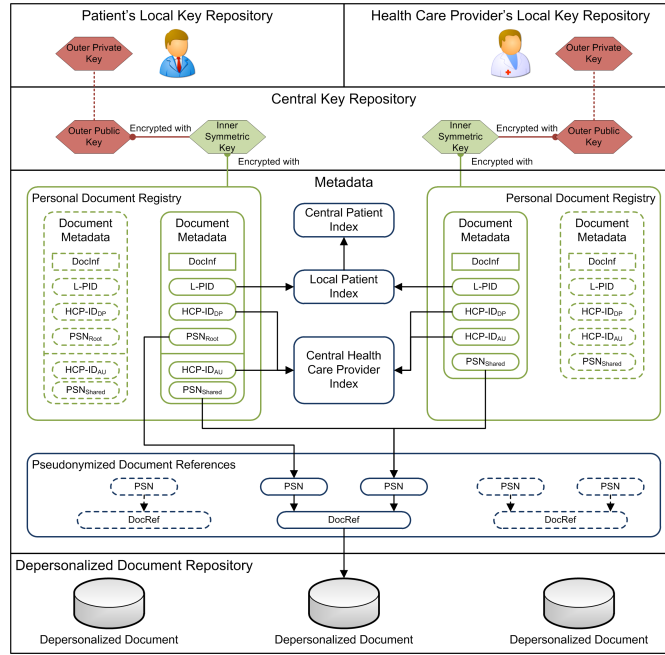 Patient's Local Key Repository
Health Care Provider's Local Key Repository
Outer Private
Key
Outer Private
Key
Central Key Repository
Outer Public
Key
Encrypted with
Inner
Symmetric
Key
Inner
Symmetric
Key
Encrypted with
Outer Public
Key
Encrypted with
Encrypted with
Metadata
Personal Document Registry
Document
Metadata
DocInf
L-PID
HCP-IDDP
PSNRoot
HCP-IDAU
PSNShared
Document
Metadata
DocInf
L-PID
HCP-IDDP
PSNRoot
HCP-IDAU
PSNShared
Central Patient
Index
Local Patient
Index
Central Health
Care Provider
Index
Personal Document Registry
Document
Metadata
DocInf
L-PID
HCP-IDDP
HCP-IDAU
PSNShared
Document
Metadata
DocInf
L-PID
HCP-IDDP
HCP-IDAU
PSNShared
Pseudonymized Document References
PSN
PSN
PSN
PSN
PSN
DocRef
DocRef
DocRef
Depersonalized Document Repository
Depersonalized Document
Depersonalized Document
Depersonalized Document